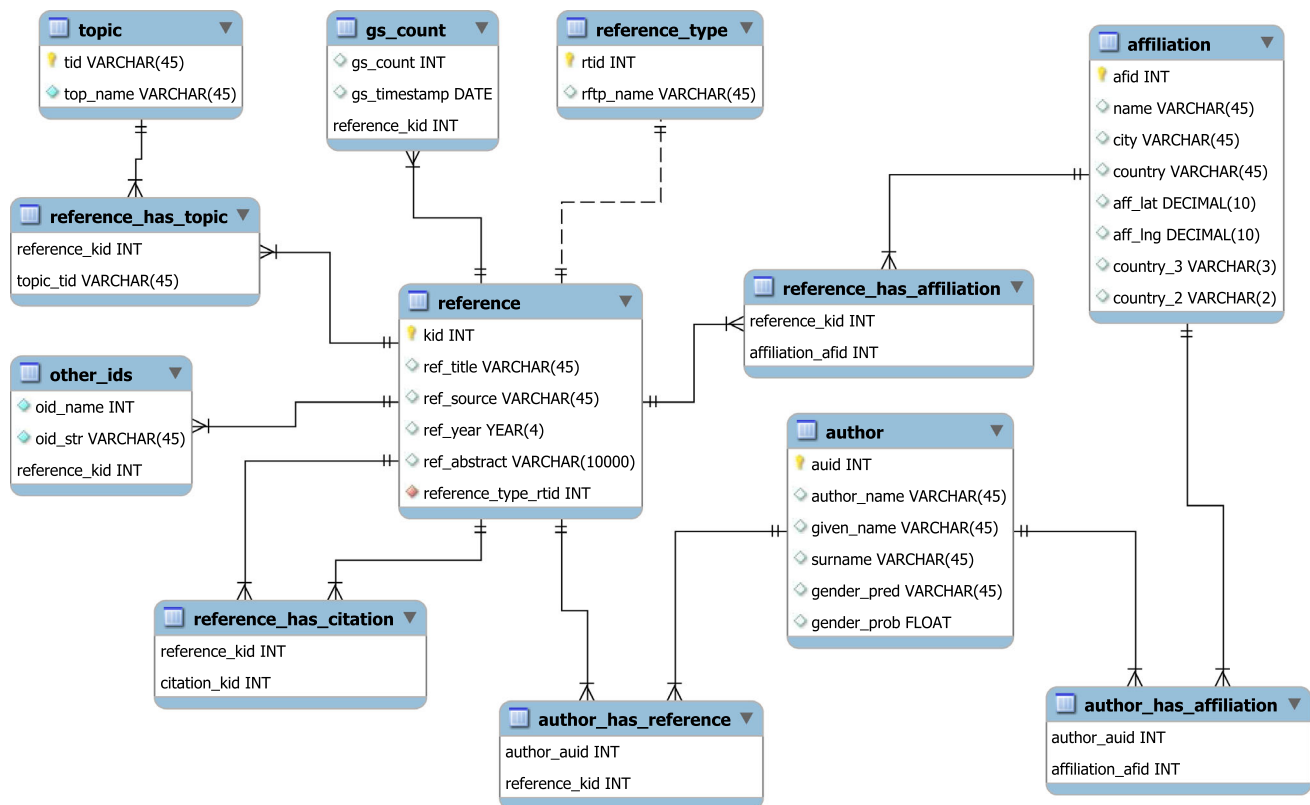 topic
tid VARCHAR(45)
top_name VARCHAR(45)
gs_count
gs_count INT
gs_timestamp DATE
reference_kid INT
reference_type
rtid INT
rftp_name VARCHAR(45)
affiliation
afid INT
name VARCHAR(45)
city VARCHAR(45)
country VARCHAR(45)
aff_lat DECIMAL(10)
aff_lng DECIMAL(10)
country_3 VARCHAR(3)
country_2 VARCHAR(2)
reference_has_topic
reference_kid INT
topic_tid VARCHAR(45)
reference
kid INT
ref_title VARCHAR(45)
ref_source VARCHAR(45)
ref_year YEAR(4)
ref_abstract VARCHAR(10000)
reference_type_rtid INT
reference_has_affiliation
reference_kid INT
affiliation_afid INT
other_ids
oid_name INT
oid_str VARCHAR(45)
reference_kid INT
author
auid INT
author_name VARCHAR(45)
given_name VARCHAR(45)
surname VARCHAR(45)
gender_pred VARCHAR(45)
gender_prob FLOAT
reference_has_citation
reference_kid INT
citation_kid INT
author_has_reference
author_auid INT
reference_kid INT
author_has_affiliation
author_auid INT
affiliation_afid INT